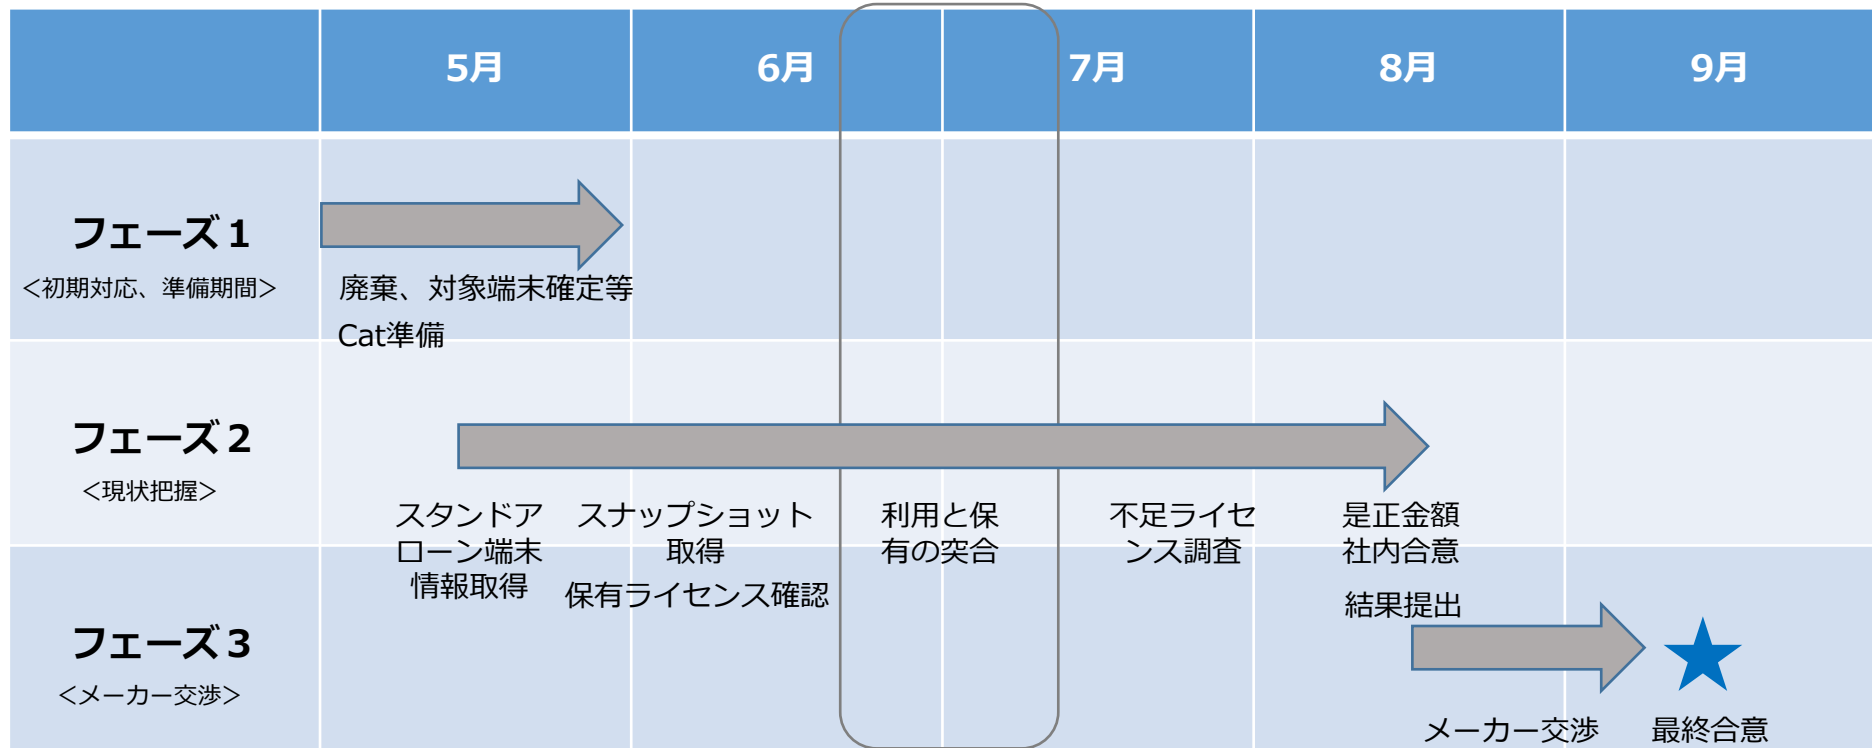 5月
6月
7月
8月
9月
フェーズ１
＜初期対応、準備期間＞
廃棄、対象端末確定等
Cat準備
フェーズ２
＜現状把握＞
スタンドア
ローン端末
情報取得
スナップショット
取得
保有ライセンス確認
利用と保
有の突合
不足ライセ
ンス調査
是正金額
社内合意
結果提出
フェーズ３
＜メーカー交渉＞
メーカー交渉
最終合意